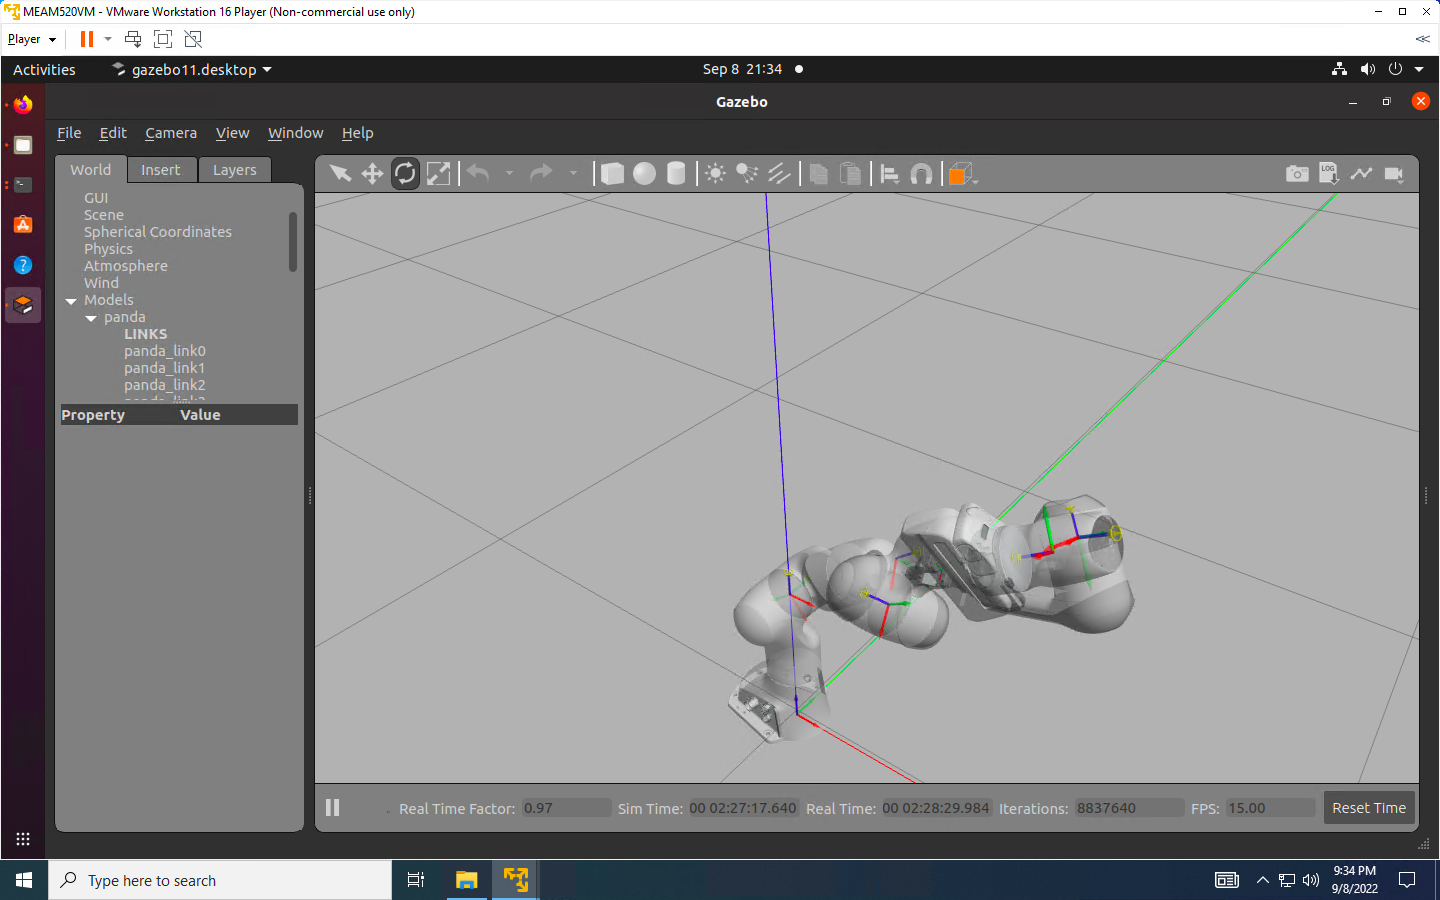 MEAM520VM - VMware Workstation 16 Player (Non-commercial use only)
Player
Activities
gazebo11.desktop
Sep 8 21:34
Gazebo
File Edit Camera View Window Help
World Insert Layers
GUI
Scene
Spherical Coordinates
Physics
Atmosphere
Wind
Models
panda
LINKS
panda_link0
panda_link1
panda_link2
Property Value
LOG
Real Time Factor: 0.97 Sim Time: 00 02:27:17.640 Real Time: 00 02:28:29.984 Iterations: 8837640 FPS: 15.00 Reset Time
Type here to search
9:34 PM
9/8/2022